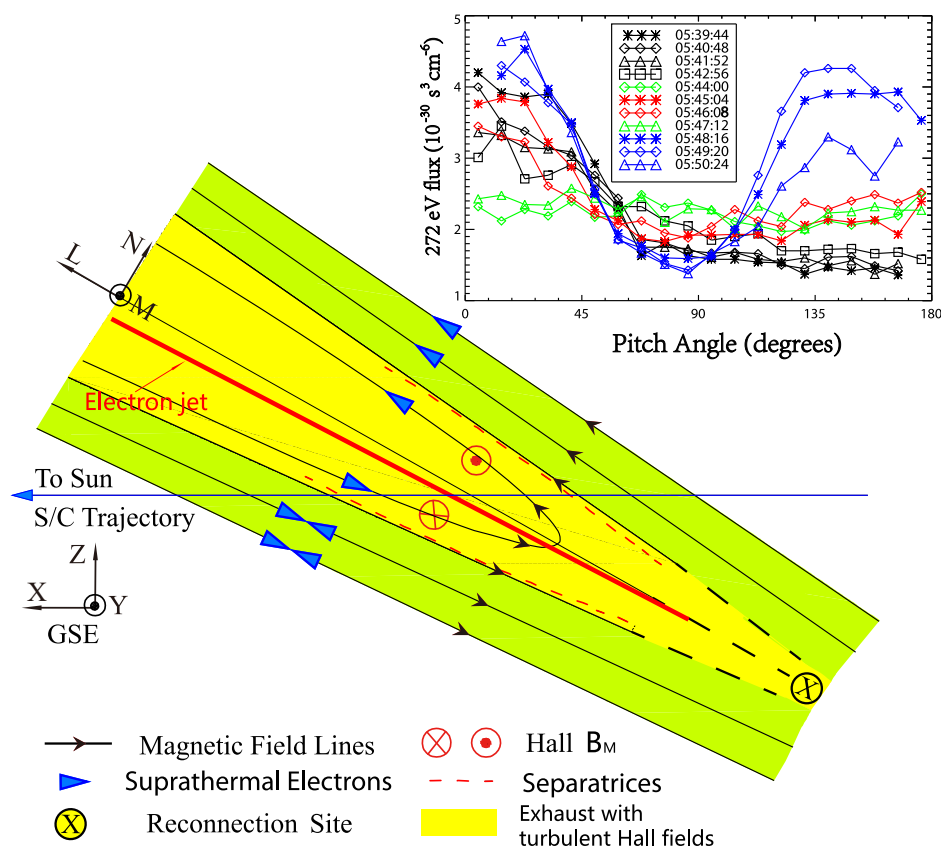 5
4
3
2
1
272 eV flux (10⁻³⁰ s³ cm⁻⁶)
05:39:44
05:40:48
05:41:52
05:42:56
05:44:00
05:45:04
05:46:08
05:47:12
05:48:16
05:49:20
05:50:24
0 45 90 135 180
Pitch Angle (degrees)
L
N
M
Electron jet
To Sun
S/C Trajectory
Z
X
Y
GSE
X
Magnetic Field Lines
Hall BM
Suprathermal Electrons
Separatrices
X Reconnection Site
Exhaust with
turbulent Hall fields